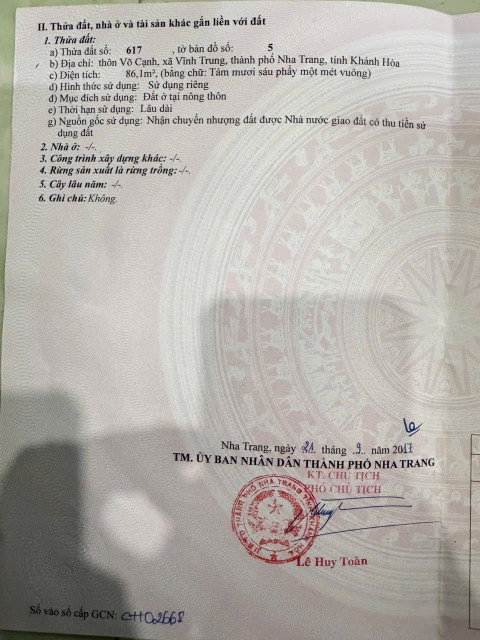 II. Thửa đất, nhà ở và tài sản khác gắn liền với đất
1. Thửa đất:
a) Thửa đất số: 617 , tờ bản đồ số: 5
b) Địa chỉ: thôn Võ Cạnh, xã Vĩnh Trung, thành phố Nha Trang, tỉnh Khánh Hòa
c) Diện tích: 86,1m², (bằng chữ: Tám mươi sáu phẩy một mét vuông)
d) Hình thức sử dụng: Sử dụng riêng
đ) Mục đích sử dụng: Đất ở tại nông thôn
e) Thời hạn sử dụng: Lâu dài
g) Nguồn gốc sử dụng: Nhận chuyển nhượng đất được Nhà nước giao đất có thu tiền sử
dụng đất
2. Nhà ở: -/-.
3. Công trình xây dựng khác: -/-.
4. Rừng sản xuất là rừng trồng: -/-.
5. Cây lâu năm: -/-.
6. Ghi chú: Không.
Nha Trang, ngày 21 tháng .9.. năm 2017
TM. ỦY BAN NHÂN DÂN THÀNH PHỐ NHA TRANG
KT. CHỦ TỊCH
PHÓ CHỦ TỊCH
Lê Huy Toàn
Số vào sổ cấp GCN: CH02668